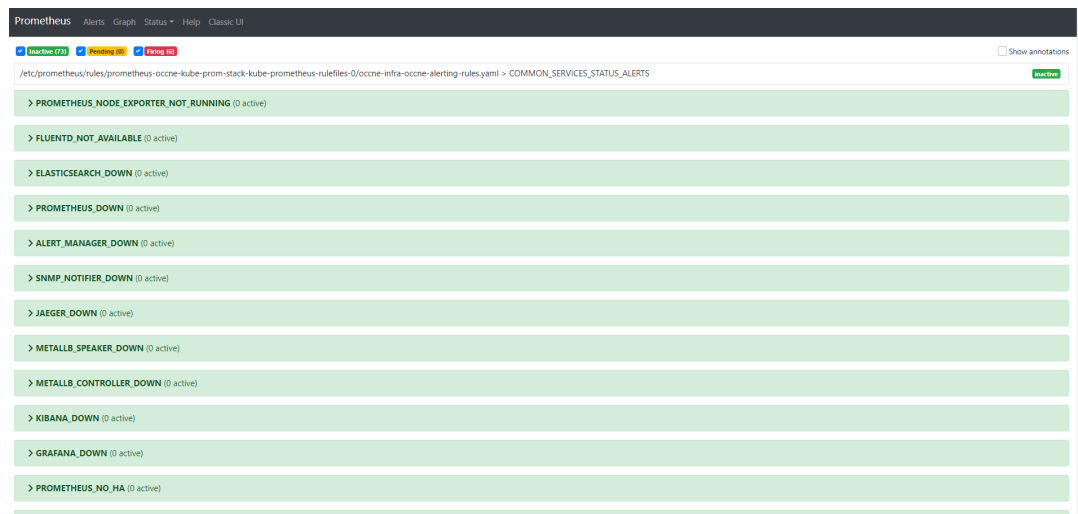 Prometheus Alerts Graph Status Help Classic UI
Inactive (73) Pending (0) Firing (6) Show annotations
/etc/prometheus/rules/prometheus-occne-kube-prom-stack-kube-prometheus-rulefiles-0/occne-infra-occne-alerting-rules.yaml > COMMON_SERVICES_STATUS_ALERTS inactive
> PROMETHEUS_NODE_EXPORTER_NOT_RUNNING (0 active)
> FLUENTD_NOT_AVAILABLE (0 active)
> ELASTICSEARCH_DOWN (0 active)
> PROMETHEUS_DOWN (0 active)
> ALERT_MANAGER_DOWN (0 active)
> SNMP_NOTIFIER_DOWN (0 active)
> JAEGER_DOWN (0 active)
> METALLB_SPEAKER_DOWN (0 active)
> METALLB_CONTROLLER_DOWN (0 active)
> KIBANA_DOWN (0 active)
> GRAFANA_DOWN (0 active)
> PROMETHEUS_NO_HA (0 active)